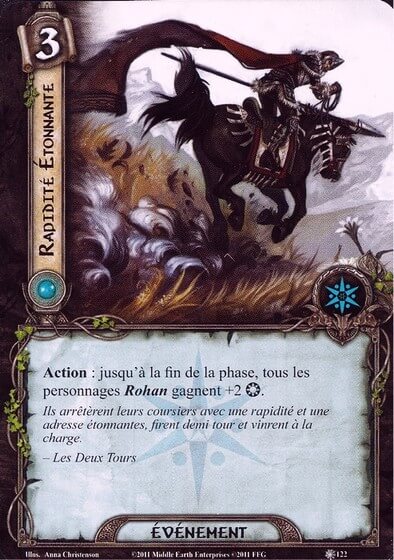 3
RAPIDITÉ ÉTONNANTE
Action : jusqu'à la fin de la phase, tous les
personnages Rohan gagnent +2 .
Ils arrêtèrent leurs coursiers avec une rapidité et une
adresse étonnantes, firent demi tour et vinrent à la
charge.
– Les Deux Tours
ÉVÉNEMENT
Illus. Anna Christenson
©2011 Middle Earth Enterprises ©2011 FFG
122